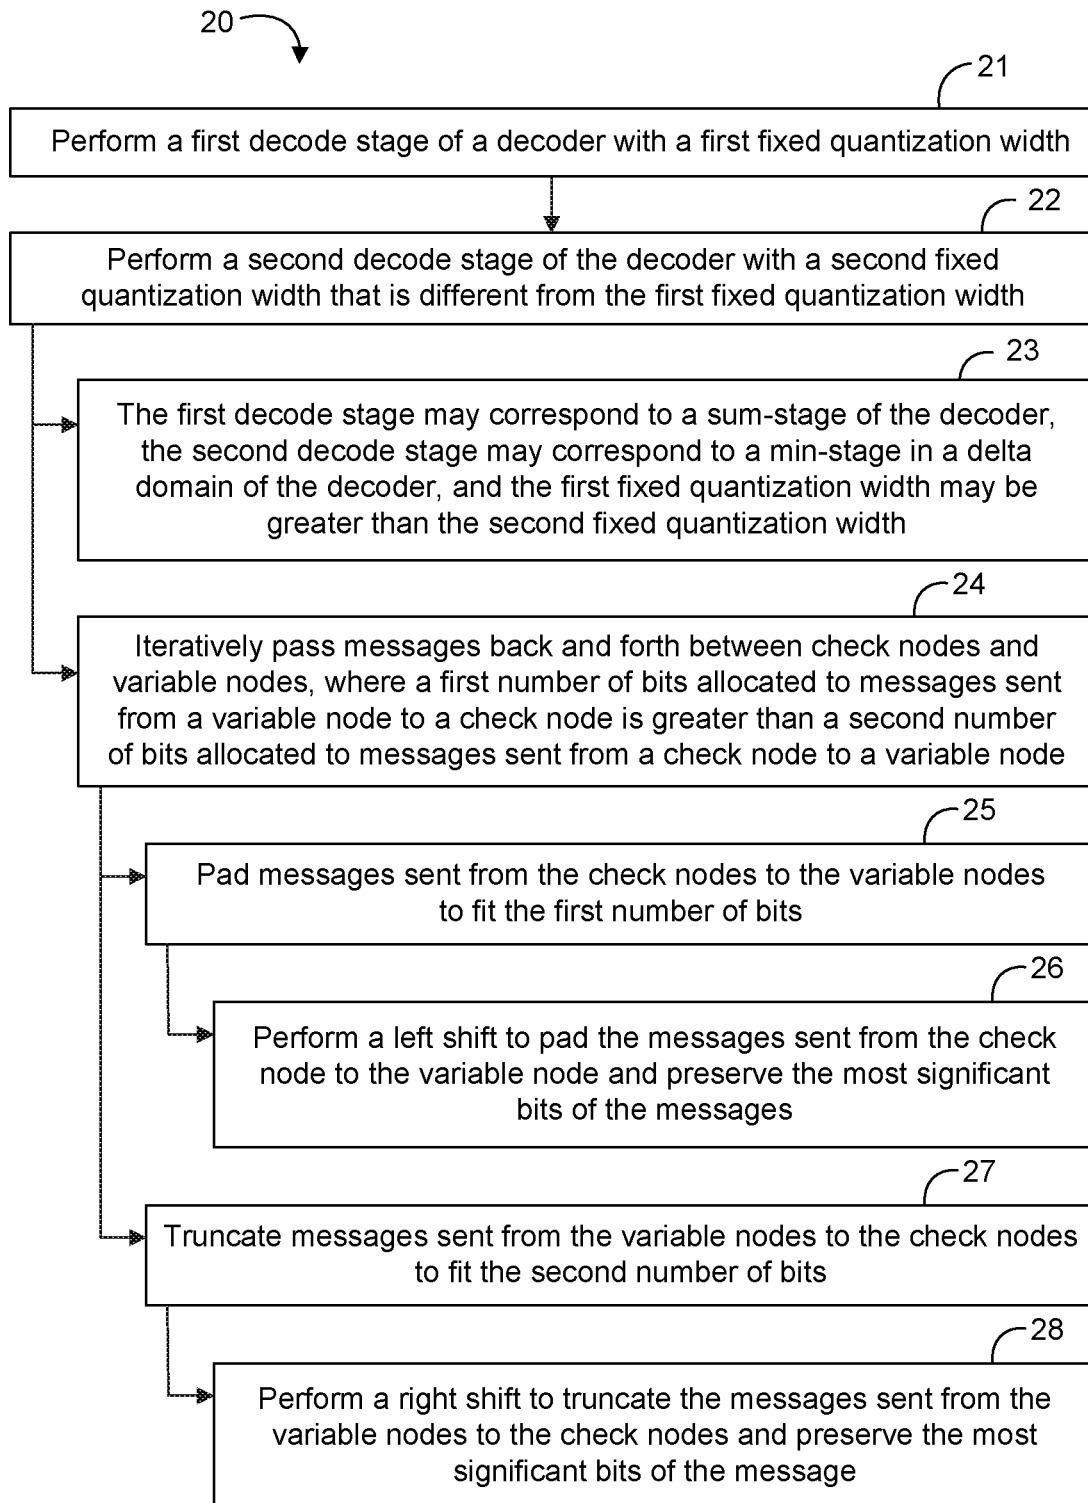 20
21
Perform a first decode stage of a decoder with a first fixed quantization width
22
Perform a second decode stage of the decoder with a second fixed
quantization width that is different from the first fixed quantization width
23
The first decode stage may correspond to a sum-stage of the decoder,
the second decode stage may correspond to a min-stage in a delta
domain of the decoder, and the first fixed quantization width may be
greater than the second fixed quantization width
24
Iteratively pass messages back and forth between check nodes and
variable nodes, where a first number of bits allocated to messages sent
from a variable node to a check node is greater than a second number
of bits allocated to messages sent from a check node to a variable node
25
Pad messages sent from the check nodes to the variable nodes
to fit the first number of bits
26
Perform a left shift to pad the messages sent from the check
node to the variable node and preserve the most significant
bits of the messages
27
Truncate messages sent from the variable nodes to the check nodes
to fit the second number of bits
28
Perform a right shift to truncate the messages sent from the
variable nodes to the check nodes and preserve the most
significant bits of the message